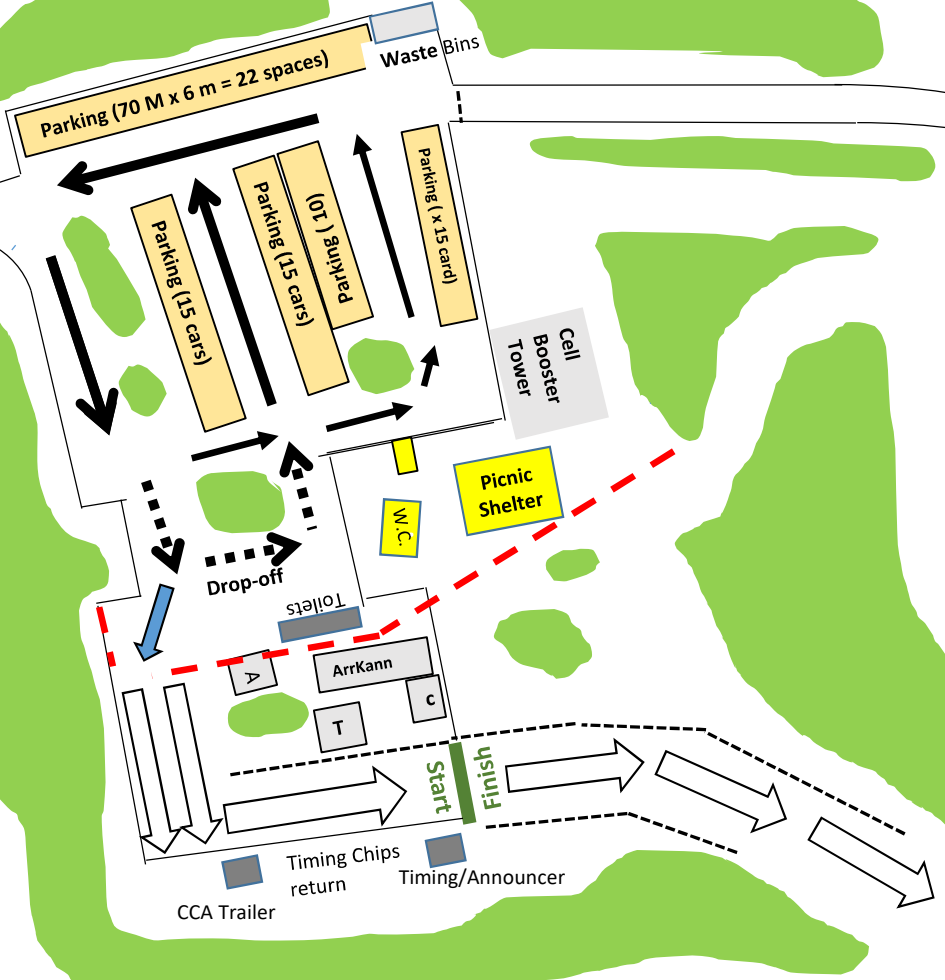 Waste Bins
Parking (70 M x 6 m = 22 spaces)
Parking (15 cars)
Parking (15 cars)
Parking ( 10)
Parking ( x 15 card)
Cell
Booster
Tower
Picnic
Shelter
W.C.
Drop-off
Toilets
A
ArrKann
c
T
Start
Finish
Timing Chips
return
Timing/Announcer
CCA Trailer